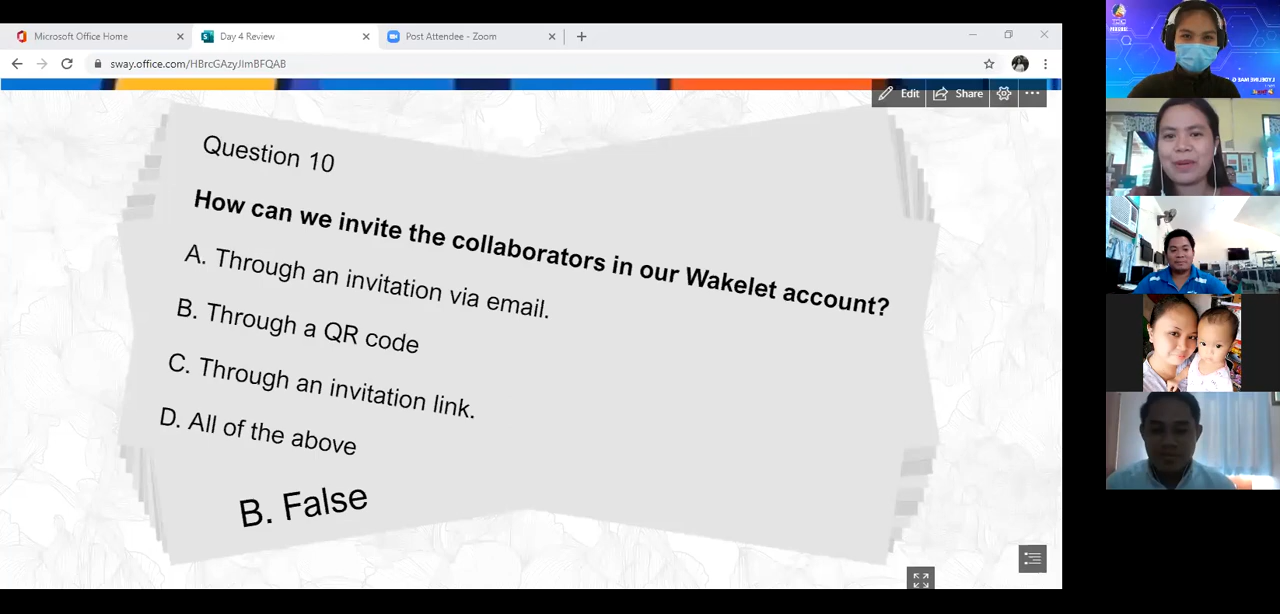 Microsoft Office Home
Day 4 Review
Post Attendee - Zoom
sway.office.com/HBrcGAzyJImBFQAB
Edit
Share
Question 10
How can we invite the collaborators in our Wakelet account?
A. Through an invitation via email.
B. Through a QR code
C. Through an invitation link.
D. All of the above
B. False